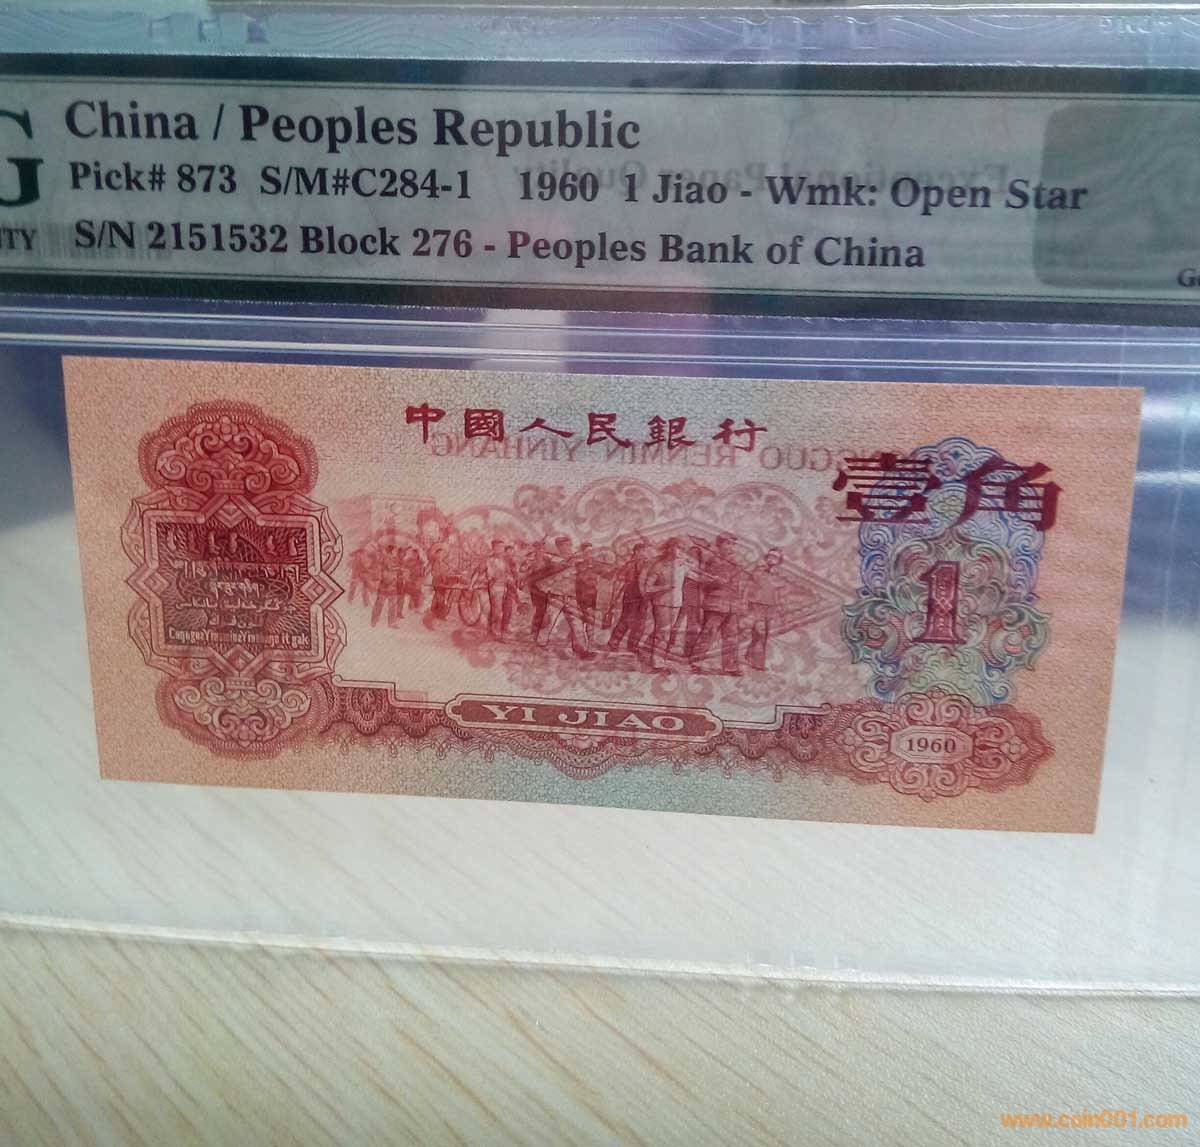 G
China / Peoples Republic
Pick# 873 S/M#C284-1 1960 1 Jiao - Wmk: Open Star
ITY S/N 2151532 Block 276 - Peoples Bank of China
中國人民銀行
壹角
1
YI JIAO
1960
www.coin001.com